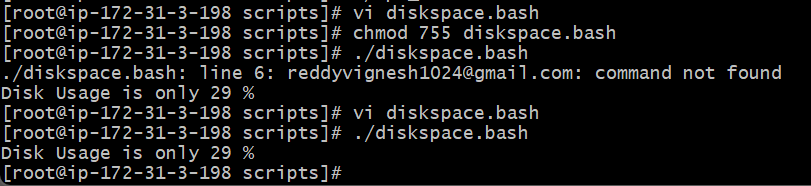 [root@ip-172-31-3-198 scripts]# vi diskspace.bash
[root@ip-172-31-3-198 scripts]# chmod 755 diskspace.bash
[root@ip-172-31-3-198 scripts]# ./diskspace.bash
./diskspace.bash: line 6: reddyvignesh1024@gmail.com: command not found
Disk Usage is only 29 %
[root@ip-172-31-3-198 scripts]# vi diskspace.bash
[root@ip-172-31-3-198 scripts]# ./diskspace.bash
Disk Usage is only 29 %
[root@ip-172-31-3-198 scripts]#